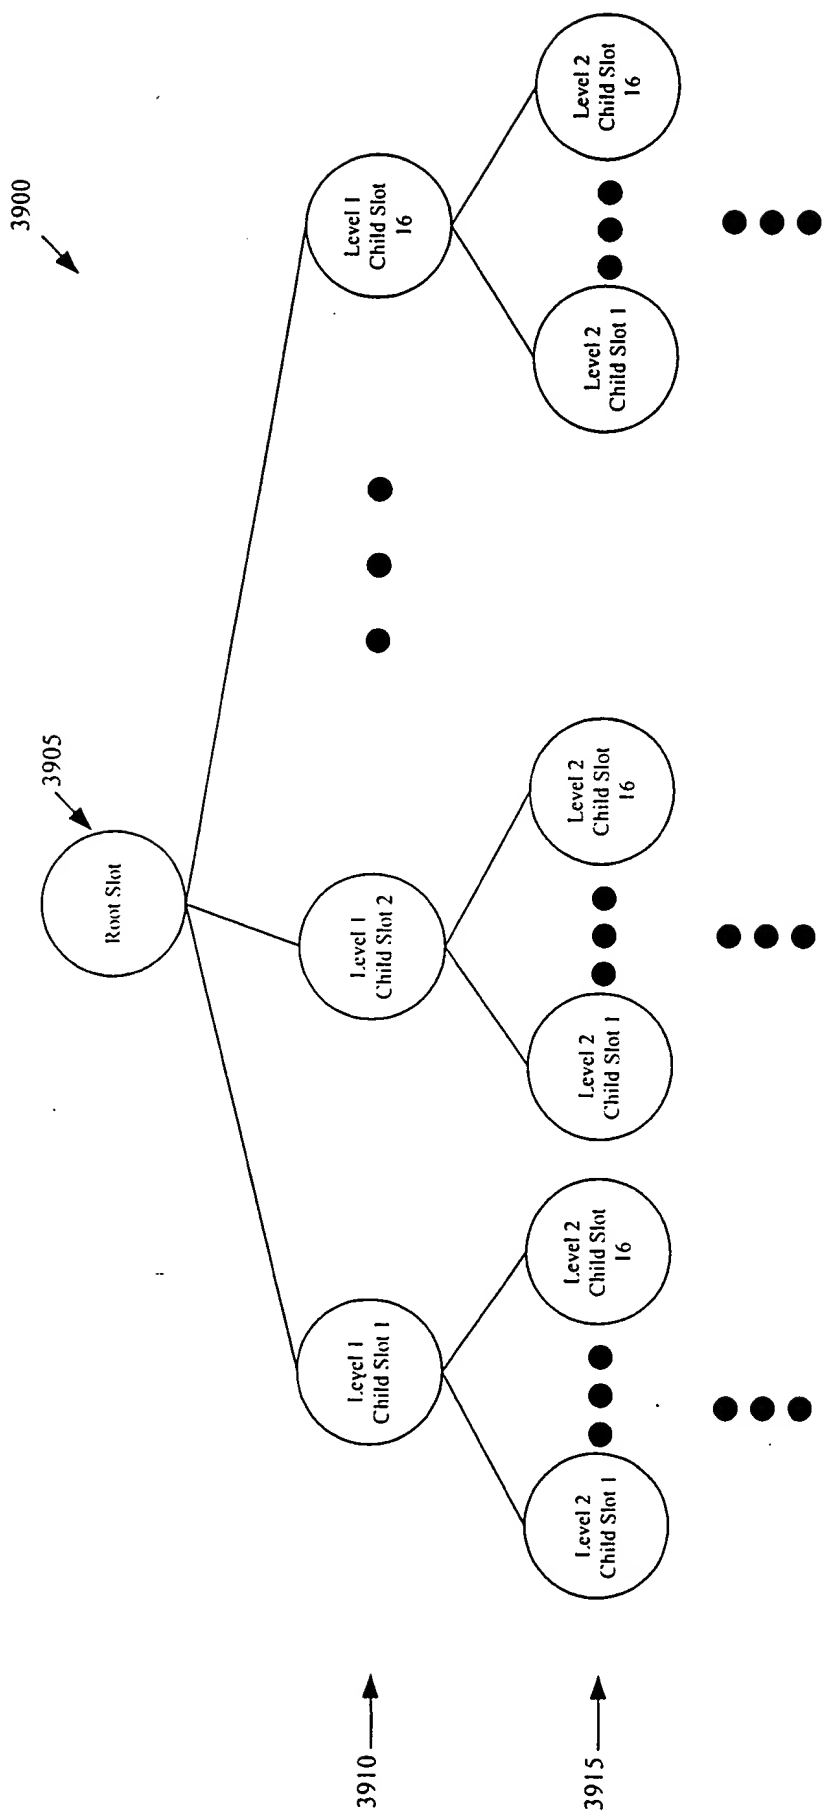 3900
3905
Root Slot
3910
Level 1
Child Slot 1
Level 1
Child Slot 2
Level 1
Child Slot
16
3915
Level 2
Child Slot 1
Level 2
Child Slot
16
Level 2
Child Slot 1
Level 2
Child Slot
16
Level 2
Child Slot 1
Level 2
Child Slot
16